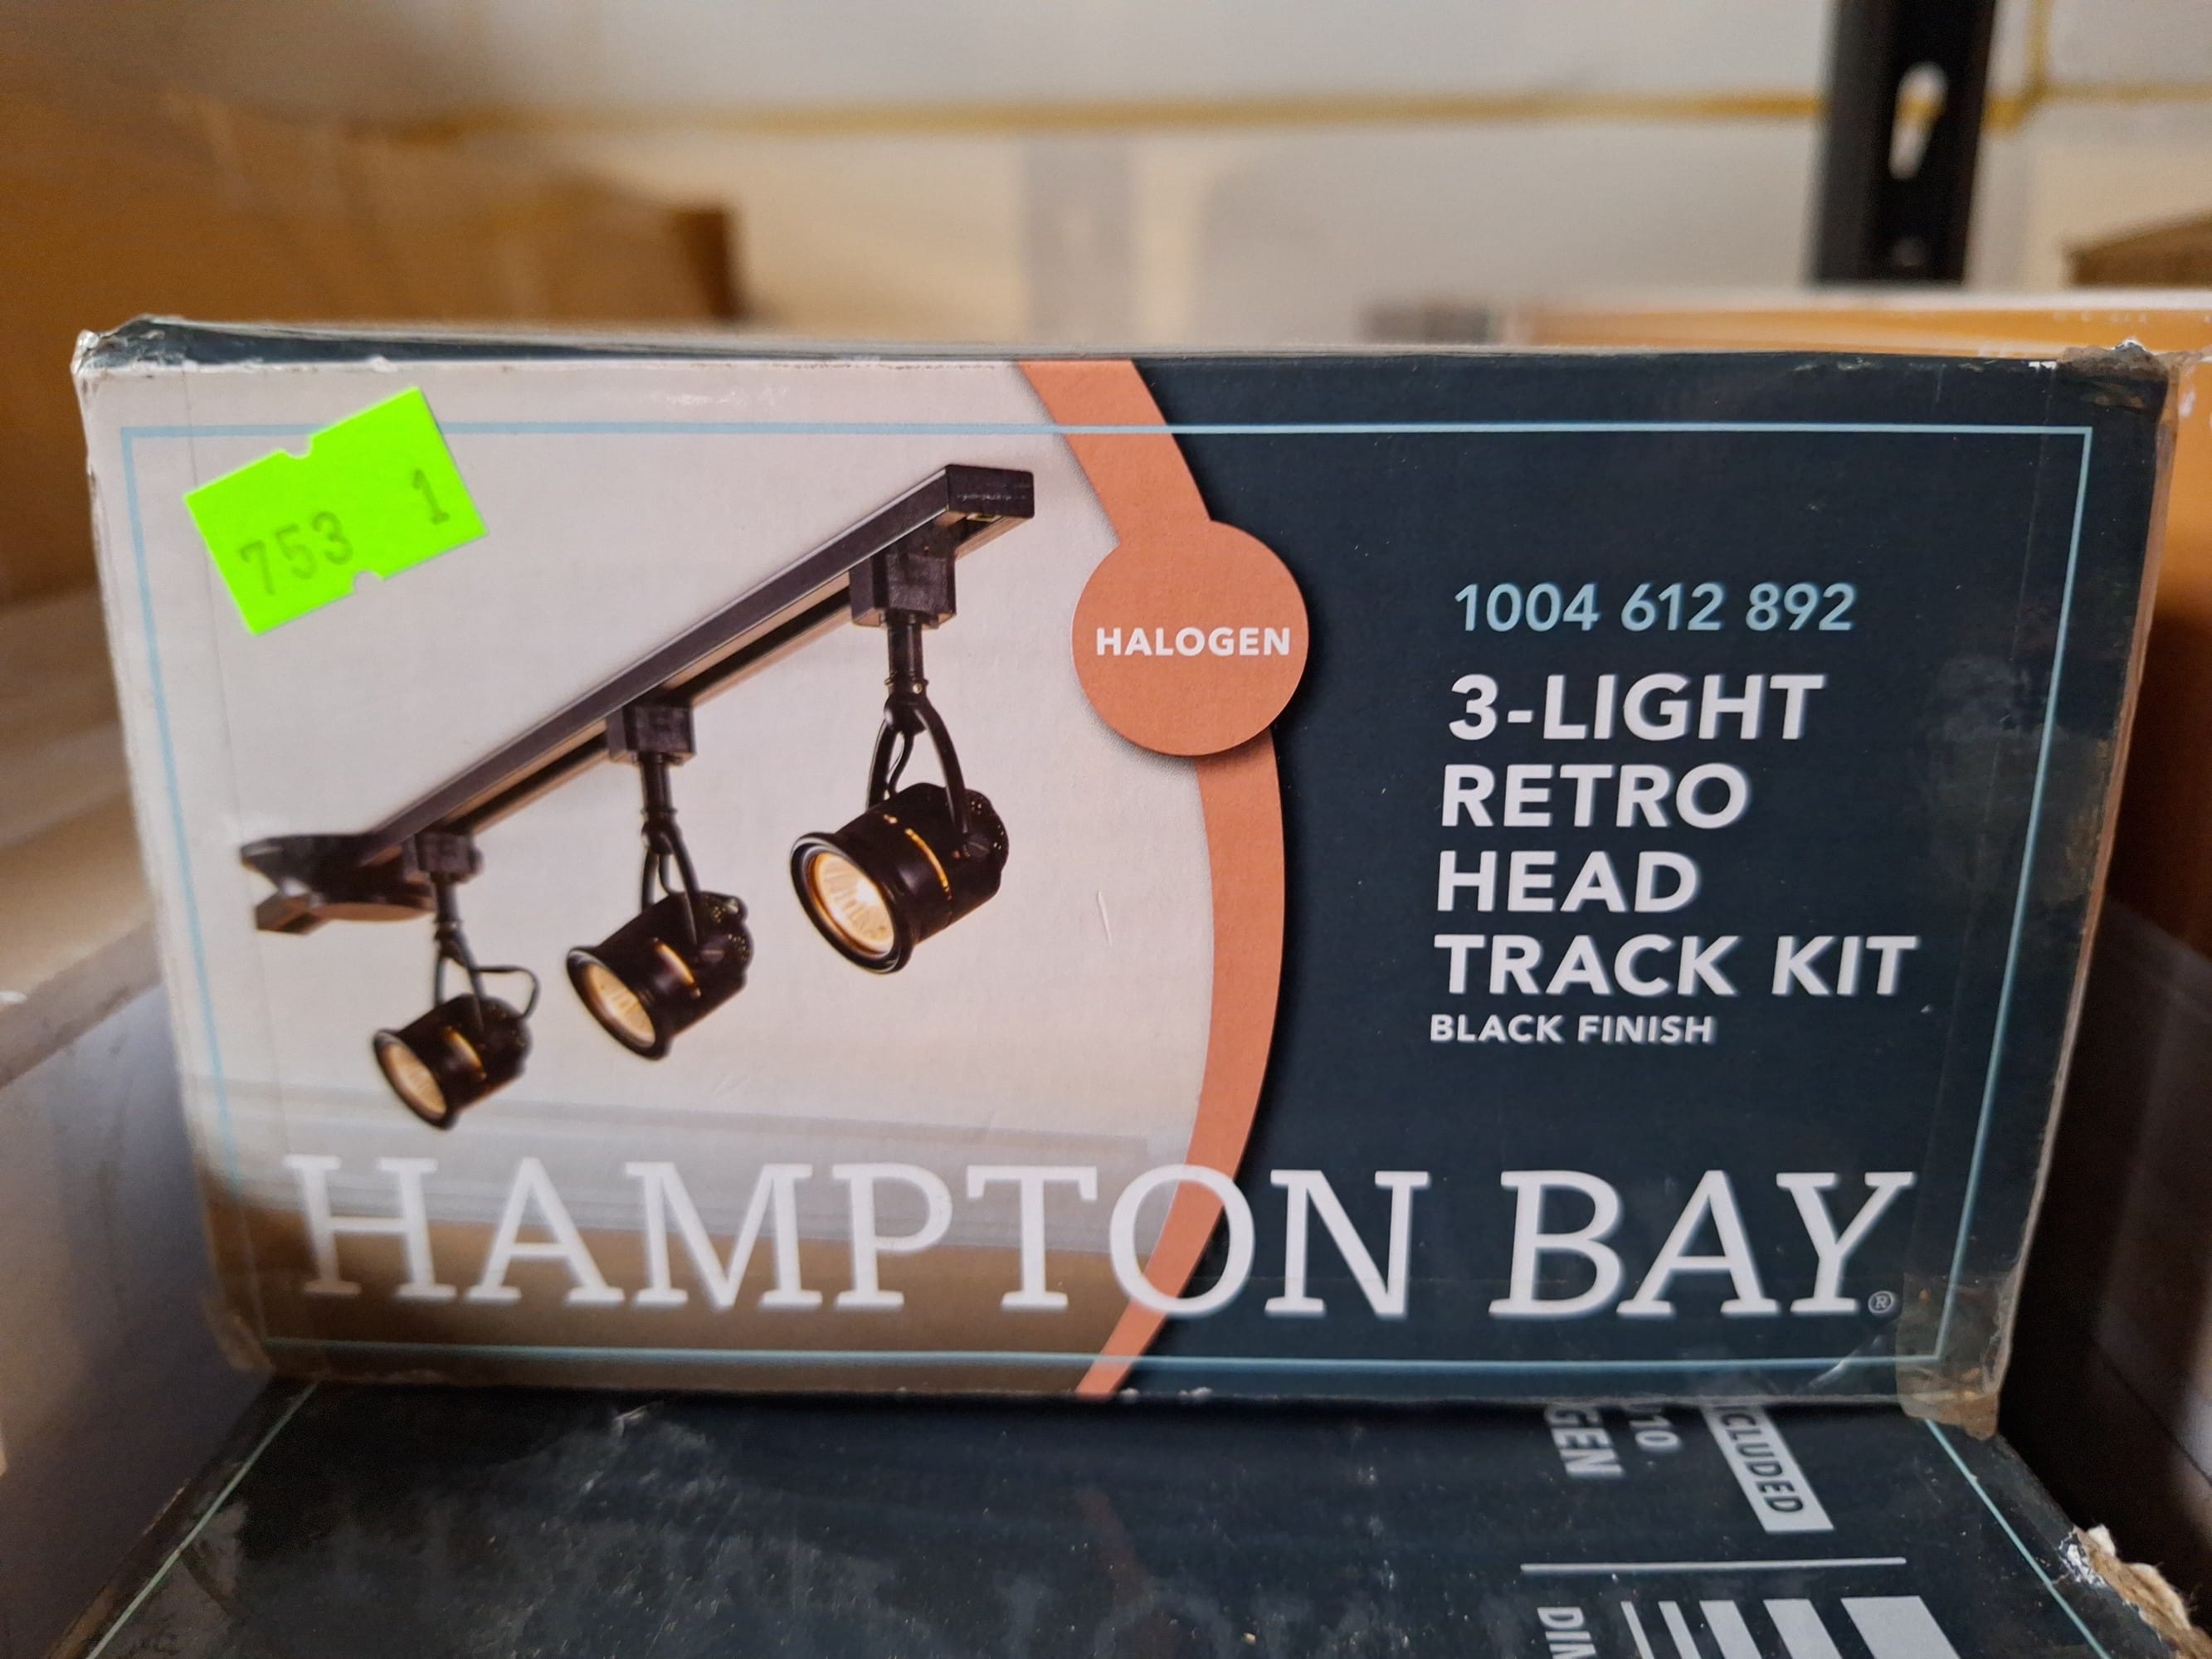 753 1
HALOGEN
1004 612 892
3-LIGHT
RETRO
HEAD
TRACK KIT
BLACK FINISH
HAMPTON BAY®